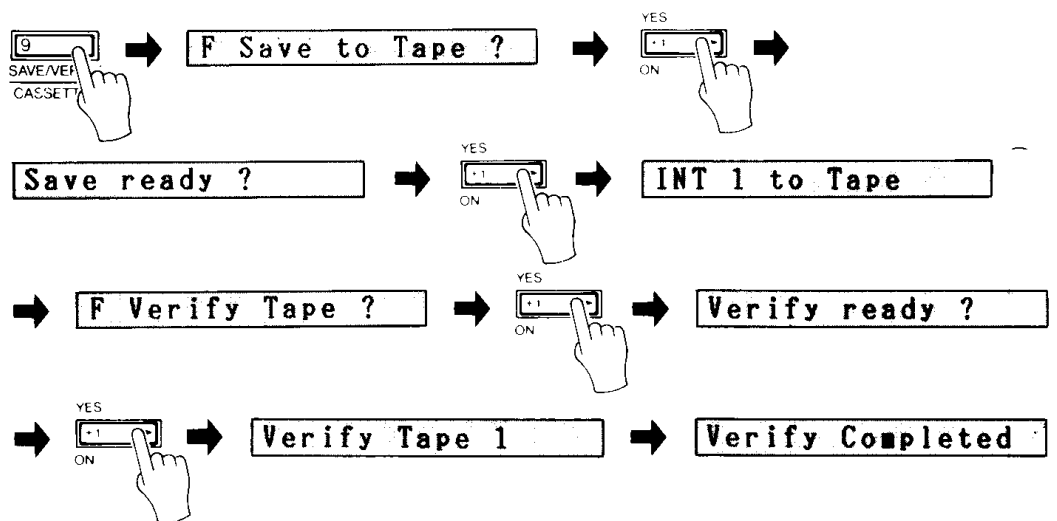 YES
9
F Save to Tape ?
+1
SAVE/VER
ON
CASSETT
YES
Save ready ?
+1
INT 1 to Tape
ON
YES
F Verify Tape ?
+1
Verify ready ?
ON
YES
+1
Verify Tape 1
Verify Completed
ON